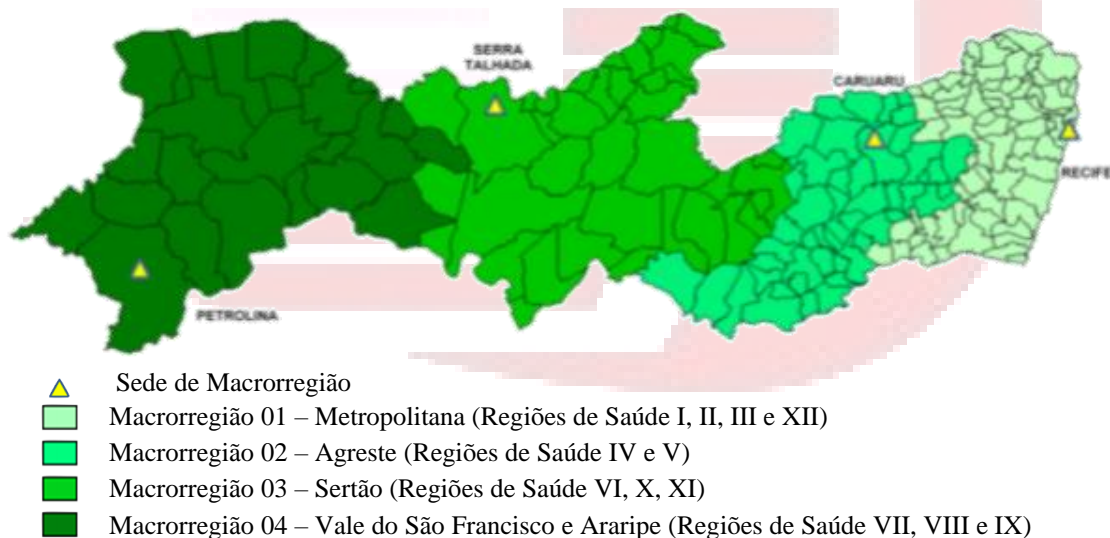 SERRA
TALHADA
CARUARU
RECIFE
PETROLINA
Sede de Macrorregião
Macrorregião 01 – Metropolitana (Regiões de Saúde I, II, III e XII)
Macrorregião 02 – Agreste (Regiões de Saúde IV e V)
Macrorregião 03 – Sertão (Regiões de Saúde VI, X, XI)
Macrorregião 04 – Vale do São Francisco e Araripe (Regiões de Saúde VII, VIII e IX)